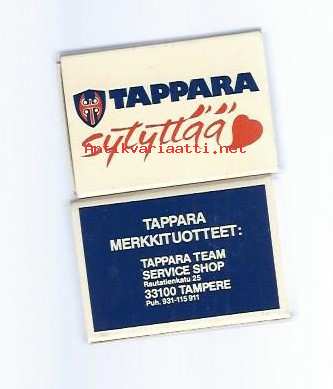 TAPPARA
sytyttää
Antikvariaatti.net
TAPPARA
MERKKITUOTTEET:
TAPPARA TEAM
SERVICE SHOP
Rautatienkatu 25
33100 TAMPERE
Puh. 931-115 911